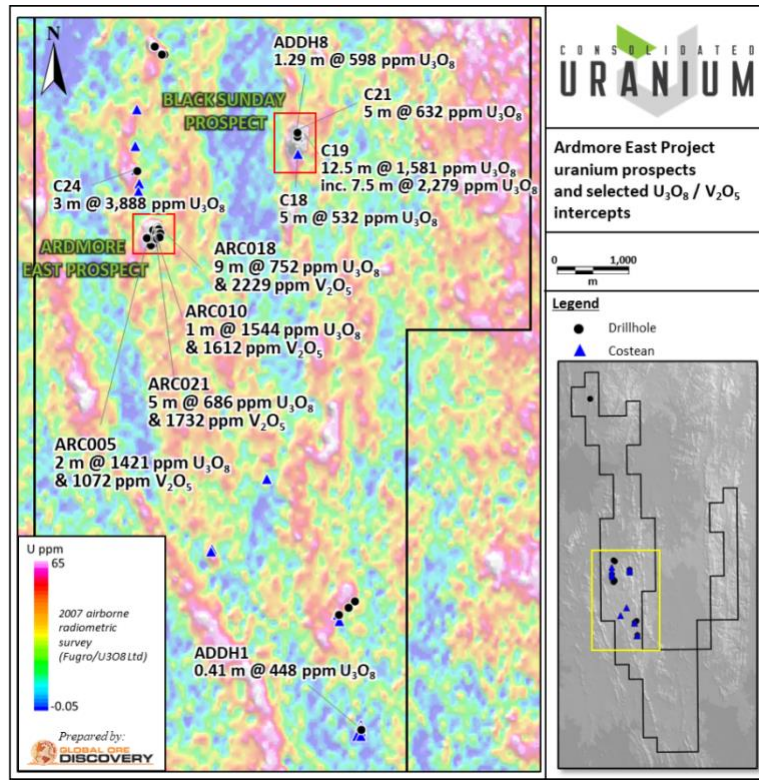 N
ADDH8
1.29 m @ 598 ppm U₃O₈
BLACK SUNDAY
PROSPECT
C21
5 m @ 632 ppm U₃O₈
C19
12.5 m @ 1,581 ppm U₃O₈
inc. 7.5 m @ 2,279 ppm U₃O₈
C24
3 m @ 3,888 ppm U₃O₈
C18
5 m @ 532 ppm U₃O₈
ARDMORE
EAST PROSPECT
ARC018
9 m @ 752 ppm U₃O₈
& 2229 ppm V₂O₅
ARC010
1 m @ 1544 ppm U₃O₈
& 1612 ppm V₂O₅
ARC021
5 m @ 686 ppm U₃O₈
& 1732 ppm V₂O₅
ARC005
2 m @ 1421 ppm U₃O₈
& 1072 ppm V₂O₅
ADDH1
0.41 m @ 448 ppm U₃O₈
U ppm
65
2007 airborne
radiometric
survey
(Fugro/U3O8 Ltd)
-0.05
Prepared by:
GLOBAL ORE
DISCOVERY
CONSOLIDATED
URANIUM
Ardmore East Project
uranium prospects
and selected U₃O₈ / V₂O₅
intercepts
0 1,000
m
Legend
Drillhole
Costean